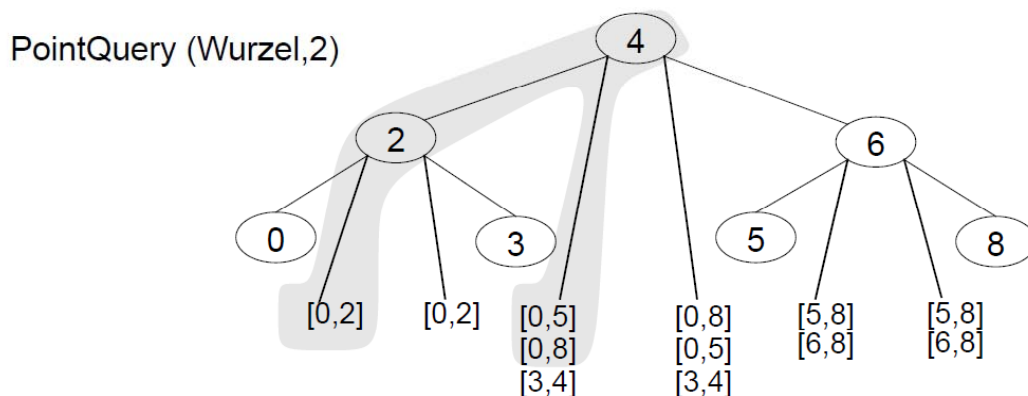 PointQuery (Wurzel,2)
4
2
6
0
3
5
8
[0,2] [0,2] [0,5] [0,8] [5,8] [5,8]
[0,8] [0,5] [6,8] [6,8]
[3,4] [3,4]